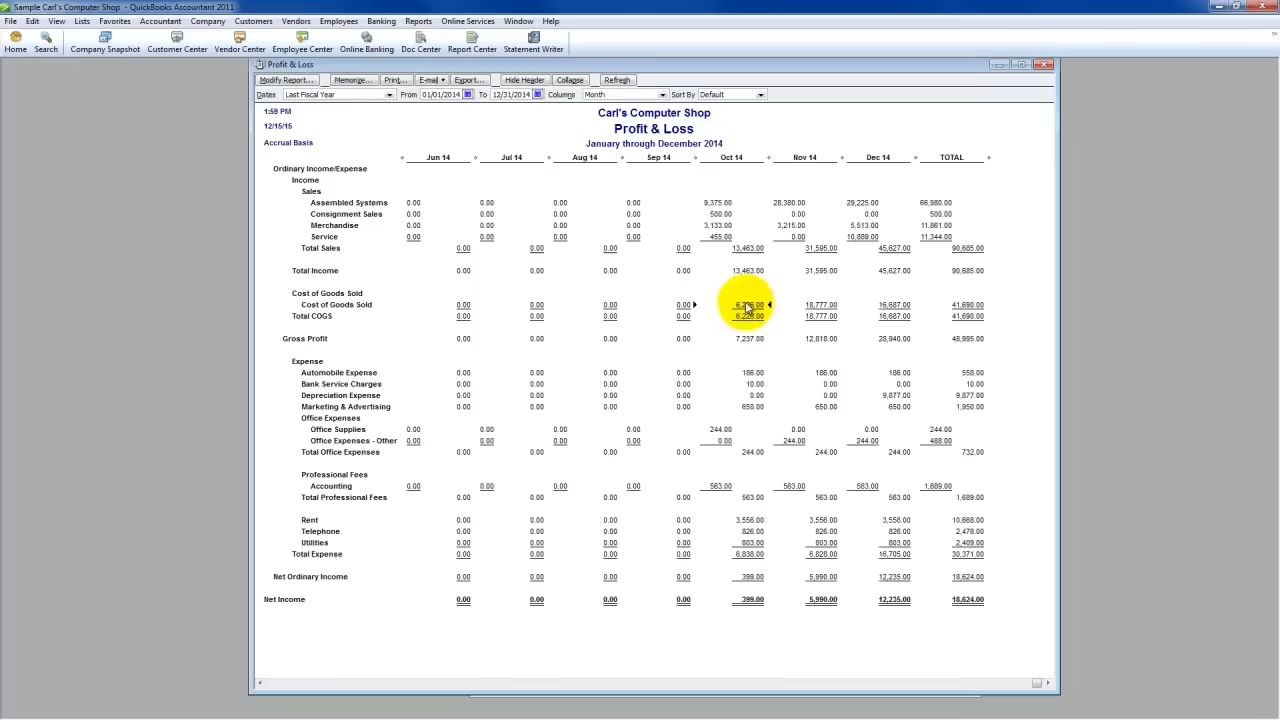 Sample Carl's Computer Shop - QuickBooks Accountant 2011
File Edit View Lists Favorites Accountant Company Customers Vendors Employees Banking Reports Online Services Window Help
Home Search Company Snapshot Customer Center Vendor Center Employee Center Online Banking Doc Center Report Center Statement Writer
Profit & Loss
Modify Report... Memorize... Print... E-mail Export... Hide Header Collapse Refresh
Dates Last Fiscal Year From 01/01/2014 To 12/31/2014 Columns Month Sort By Default
1:59 PM
12/15/15
Accrual Basis
Carl's Computer Shop
Profit & Loss
January through December 2014
Jun 14 Jul 14 Aug 14 Sep 14 Oct 14 Nov 14 Dec 14 TOTAL
Ordinary Income/Expense
Income
Sales
Assembled Systems 0.00 0.00 0.00 0.00 9,375.00 28,380.00 29,225.00 66,980.00
Consignment Sales 0.00 0.00 0.00 0.00 500.00 0.00 0.00 500.00
Merchandise 0.00 0.00 0.00 0.00 3,133.00 3,215.00 5,513.00 11,861.00
Service 0.00 0.00 0.00 0.00 455.00 0.00 10,889.00 11,344.00
Total Sales 0.00 0.00 0.00 0.00 13,463.00 31,595.00 45,627.00 90,685.00
Total Income 0.00 0.00 0.00 0.00 13,463.00 31,595.00 45,627.00 90,685.00
Cost of Goods Sold
Cost of Goods Sold 0.00 0.00 0.00 0.00 18,777.00 16,687.00 41,690.00
Total COGS 0.00 0.00 0.00 0.00 6,226.00 18,777.00 16,687.00 41,690.00
Gross Profit 0.00 0.00 0.00 0.00 7,237.00 12,818.00 28,940.00 48,995.00
Expense
Automobile Expense 0.00 0.00 0.00 0.00 186.00 186.00 186.00 558.00
Bank Service Charges 0.00 0.00 0.00 0.00 10.00 0.00 0.00 10.00
Depreciation Expense 0.00 0.00 0.00 0.00 0.00 0.00 9,877.00 9,877.00
Marketing & Advertising 0.00 0.00 0.00 0.00 650.00 650.00 650.00 1,950.00
Office Expenses
Office Supplies 0.00 0.00 0.00 0.00 244.00 0.00 0.00 244.00
Office Expenses - Other 0.00 0.00 0.00 0.00 0.00 244.00 244.00 488.00
Total Office Expenses 0.00 0.00 0.00 0.00 244.00 244.00 244.00 732.00
Professional Fees
Accounting 0.00 0.00 0.00 0.00 563.00 563.00 563.00 1,689.00
Total Professional Fees 0.00 0.00 0.00 0.00 563.00 563.00 563.00 1,689.00
Rent 0.00 0.00 0.00 0.00 3,556.00 3,556.00 3,556.00 10,668.00
Telephone 0.00 0.00 0.00 0.00 826.00 826.00 826.00 2,478.00
Utilities 0.00 0.00 0.00 0.00 803.00 803.00 803.00 2,409.00
Total Expense 0.00 0.00 0.00 0.00 6,838.00 6,828.00 16,705.00 30,371.00
Net Ordinary Income 0.00 0.00 0.00 0.00 399.00 5,990.00 12,235.00 18,624.00
Net Income 0.00 0.00 0.00 0.00 399.00 5,990.00 12,235.00 18,624.00